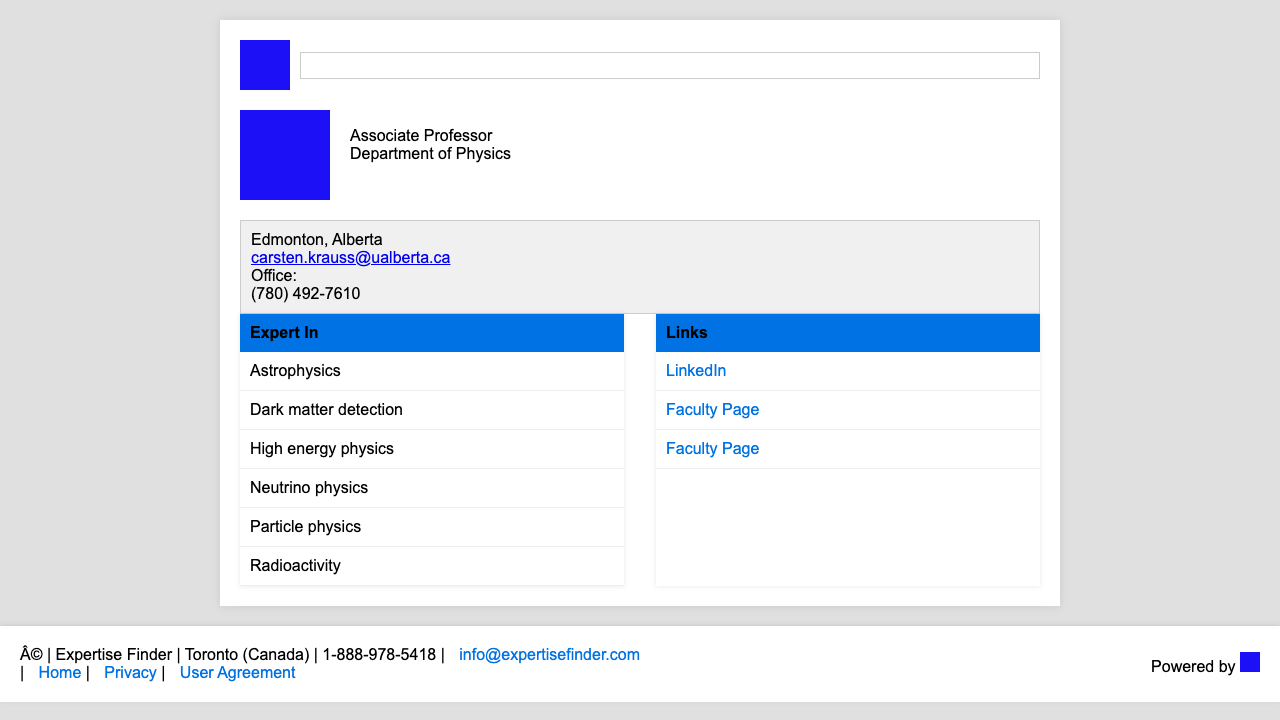 Associate Professor
Department of Physics
Edmonton, Alberta
carsten.krauss@ualberta.ca
Office:
(780) 492-7610
Expert In
Astrophysics
Dark matter detection
High energy physics
Neutrino physics
Particle physics
Radioactivity
Links
LinkedIn
Faculty Page
Faculty Page
Â© | Expertise Finder | Toronto (Canada) | 1-888-978-5418 | info@expertisefinder.com
| Home | Privacy | User Agreement
Powered by